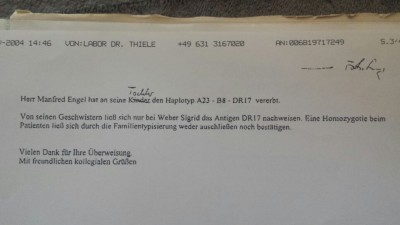 -2004 14:46 VON:LABOR DR. THIELE +49 631 3167020 AN:006819717249 S.3/
Töchter
Herr Manfred Engel hat an seine Kinder den Haplotyp A23 - B8 - DR17 vererbt.
Von seinen Geschwistern ließ sich nur bei Weber Sigrid das Antigen DR17 nachweisen. Eine Homozygotie beim
Patienten ließ sich durch die Familientypisierung weder auschließen noch bestätigen.
Vielen Dank für Ihre Überweisung.
Mit freundlichen kollegialen Grüßen